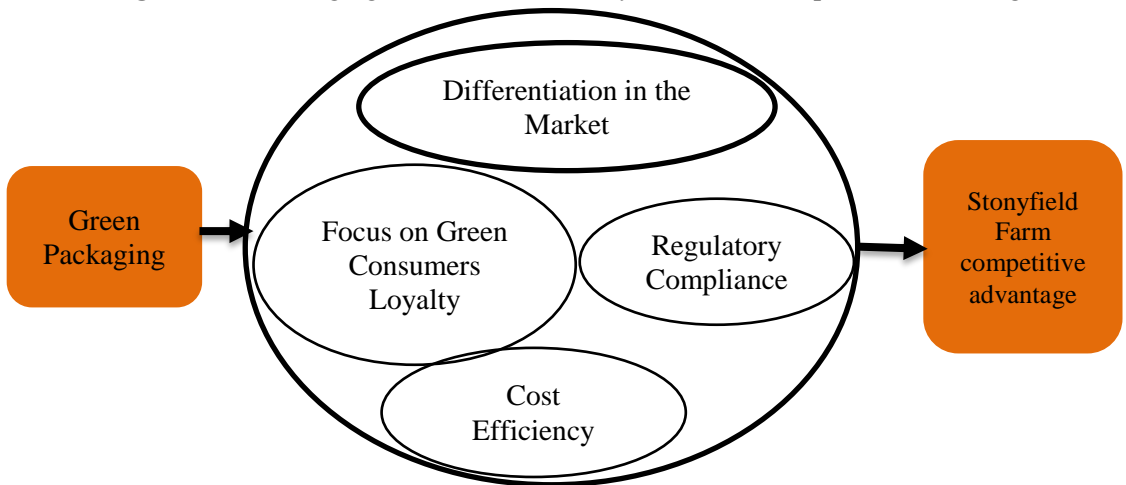 Differentiation in the
Market
Green
Packaging
Focus on Green
Consumers
Loyalty
Regulatory
Compliance
Stonyfield
Farm
competitive
advantage
Cost
Efficiency